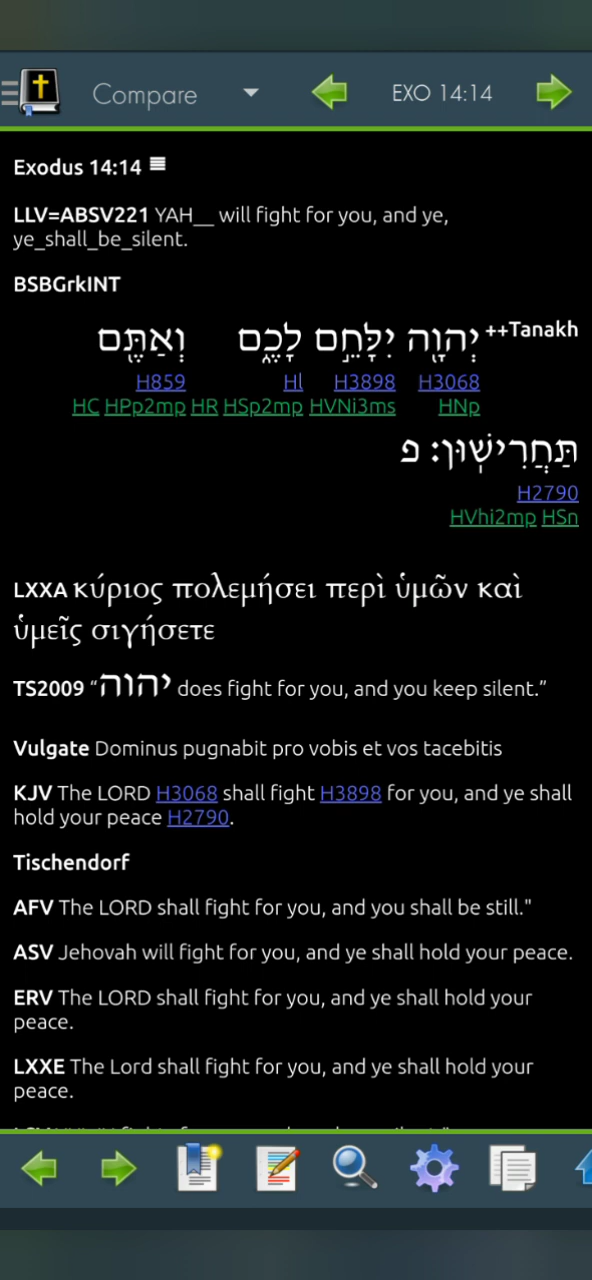 Compare
EXO 14:14
Exodus 14:14
LLV=ABSV221 YAH__ will fight for you, and ye,
ye_shall_be_silent.
BSBGrkINT
++Tanakh יְהוָ֖ה יִלָּחֵ֣ם לָכֶ֑ם וְאַתֶּ֖ם
H859 Hl H3898 H3068
HC HPp2mp HR HSp2mp HVNi3ms HNp
תַּחֲרִישֽׁוּן׃ פ
H2790
HVhi2mp HSn
LXXA κύριος πολεμήσει περὶ ὑμῶν καὶ
ὑμεῖς σιγήσετε
TS2009 “יהוה does fight for you, and you keep silent.”
Vulgate Dominus pugnabit pro vobis et vos tacebitis
KJV The LORD H3068 shall fight H3898 for you, and ye shall
hold your peace H2790.
Tischendorf
AFV The LORD shall fight for you, and you shall be still."
ASV Jehovah will fight for you, and ye shall hold your peace.
ERV The LORD shall fight for you, and ye shall hold your
peace.
LXXE The Lord shall fight for you, and ye shall hold your
peace.